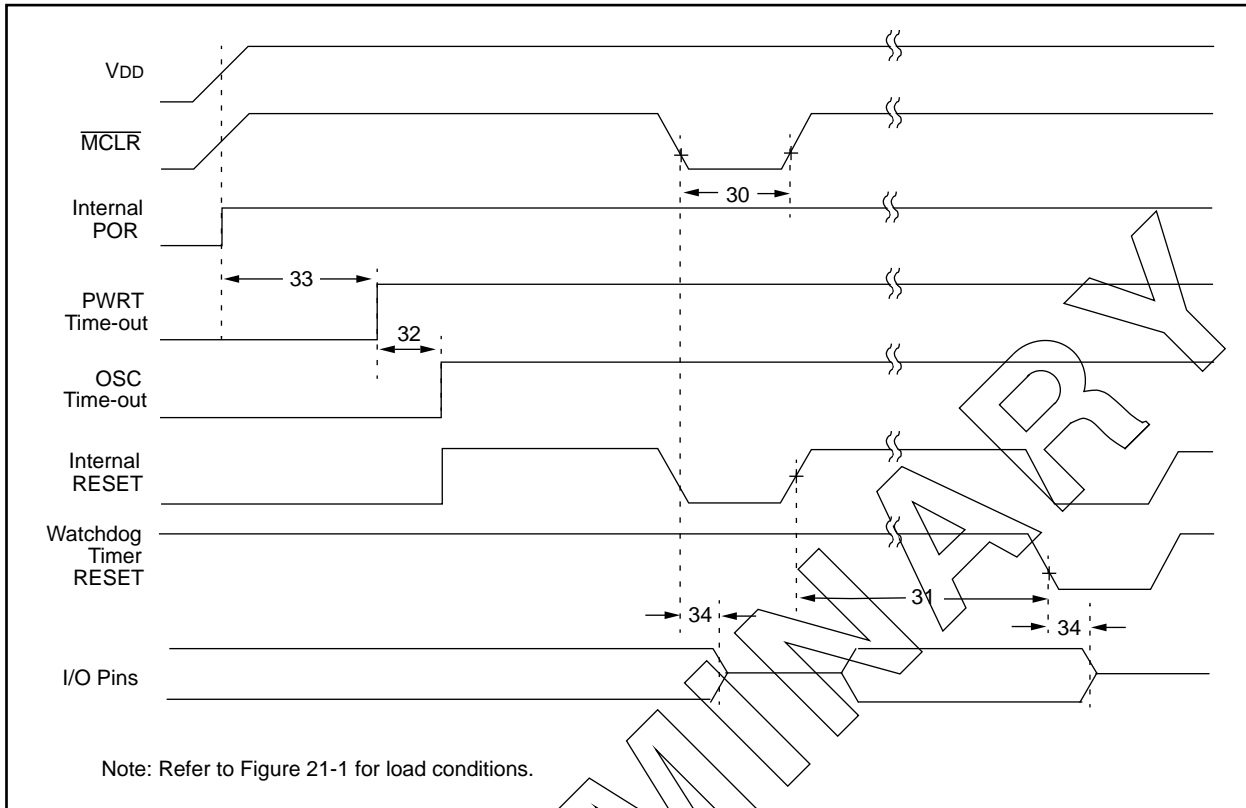 VDD
MCLR
Internal
POR
30
33
PWRT
Time-out
32
OSC
Time-out
Internal
RESET
Watchdog
Timer
RESET
31
34
34
I/O Pins
Note: Refer to Figure 21-1 for load conditions.
MINARY